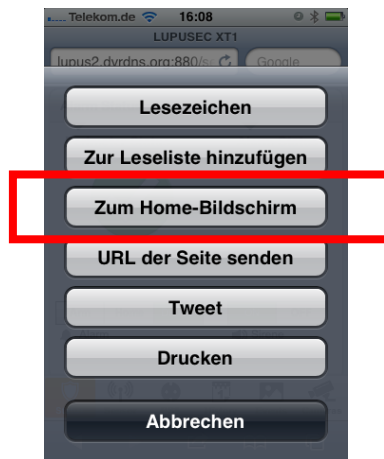 Telekom.de 16:08
LUPUSEC XT1
lupus2.dyrdns.org:880/s Google
Lesezeichen
Zur Leseliste hinzufügen
Zum Home-Bildschirm
URL der Seite senden
Tweet
Drucken
Abbrechen